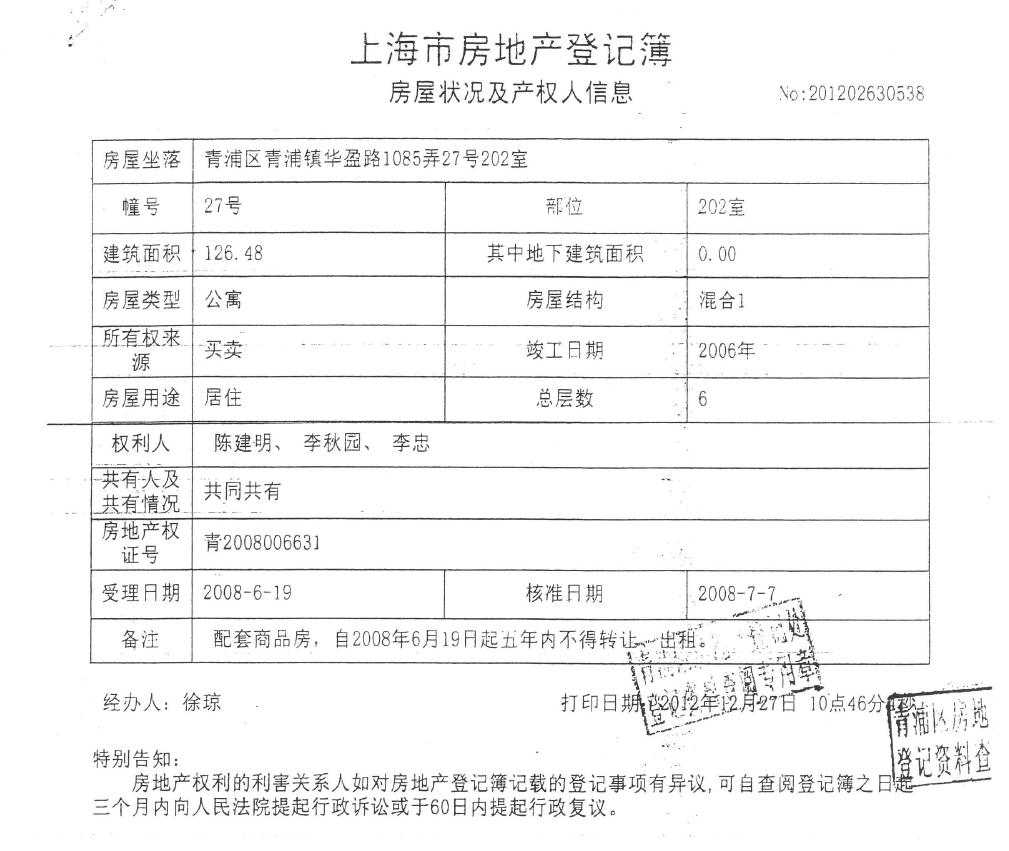 上海市房地产登记簿
房屋状况及产权人信息
No:201202630538
房屋坐落 青浦区青浦镇华盈路1085弄27号202室
幢号 27号 部位 202室
建筑面积 126.48 其中地下建筑面积 0.00
房屋类型 公寓 房屋结构 混合1
所有权来
源 买卖 竣工日期 2006年
房屋用途 居住 总层数 6
权利人 陈建明、 李秋园、 李忠
共有人及
共有情况 共同共有
房地产权
证号 青2008006631
受理日期 2008-6-19 核准日期 2008-7-7
备注 配套商品房，自2008年6月19日起五年内不得转让、出租。
经办人：徐琼 打印日期：2012年12月27日 10点46分
青浦区房地
登记资料查
特别告知：
房地产权利的利害关系人如对房地产登记簿记载的登记事项有异议,可自查阅登记簿之日起
三个月内向人民法院提起行政诉讼或于60日内提起行政复议。